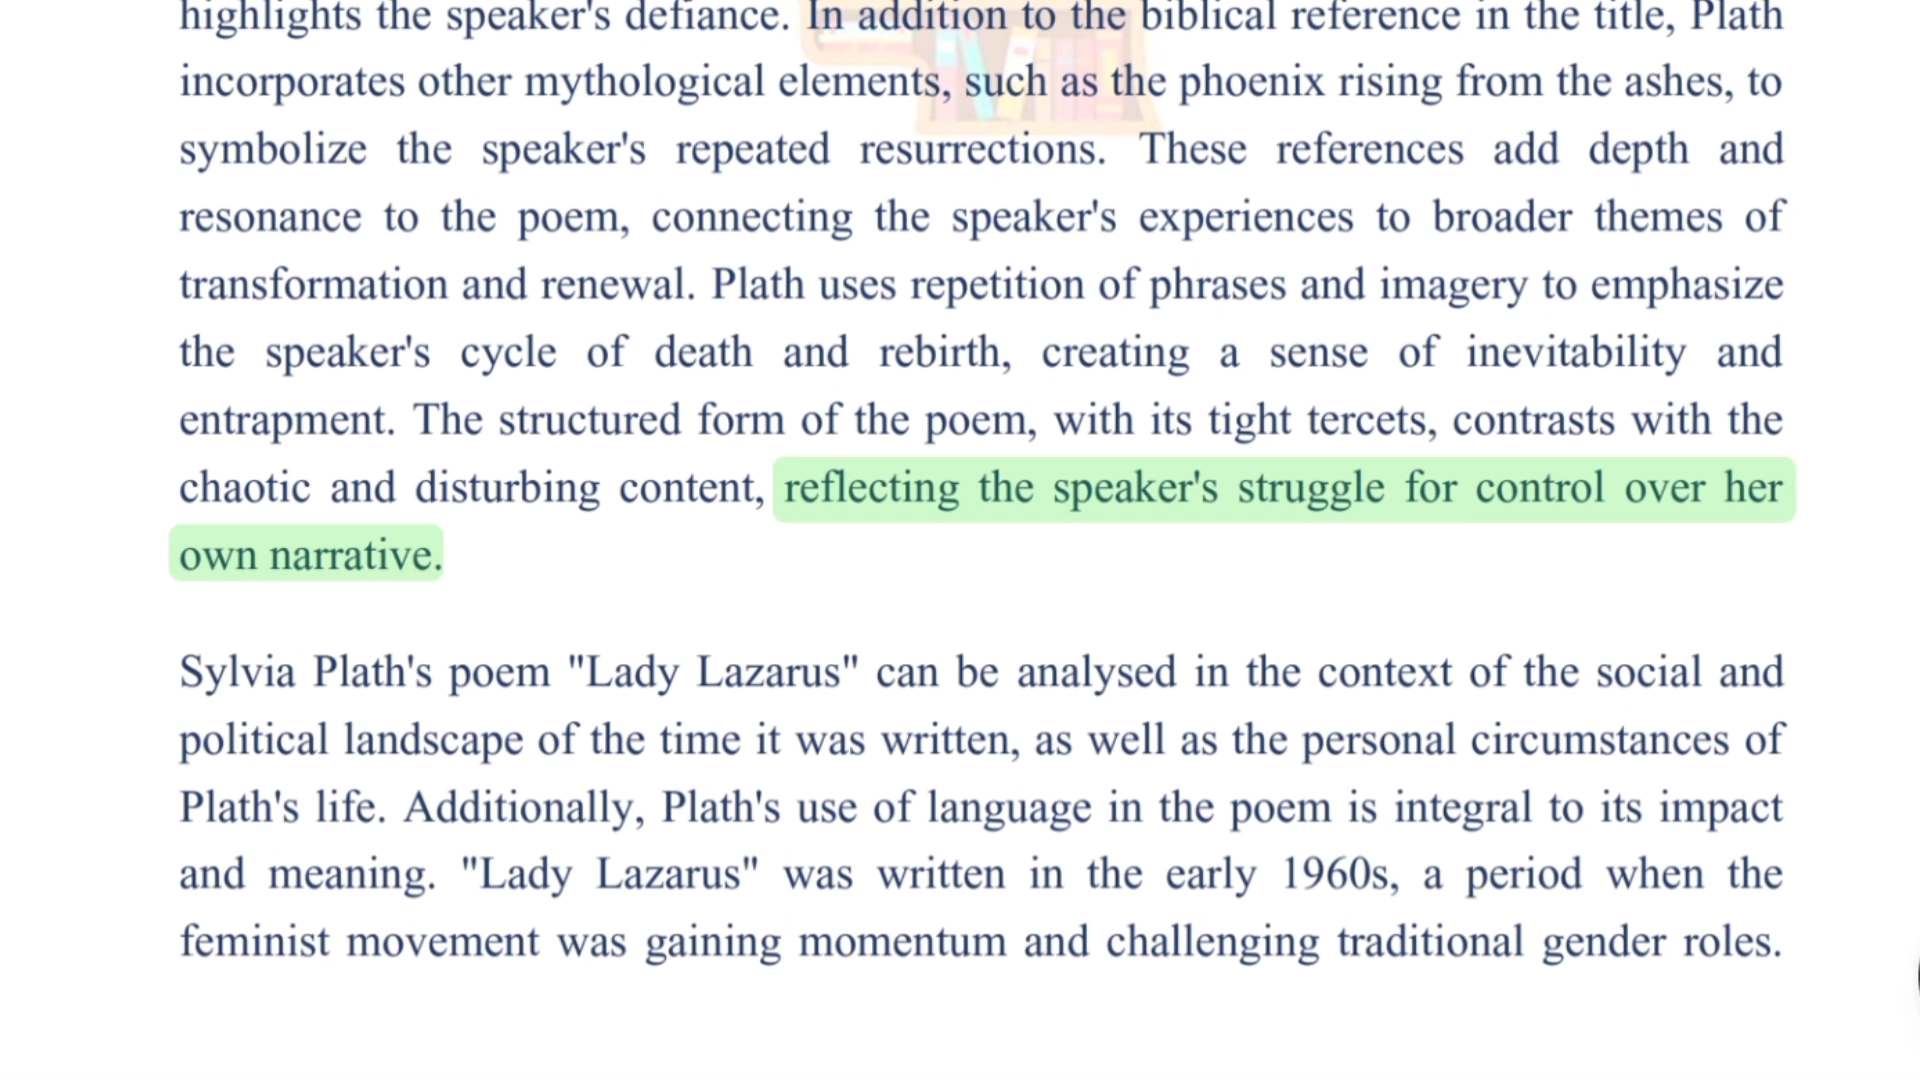 highlights the speaker's defiance. In addition to the biblical reference in the title, Plath
incorporates other mythological elements, such as the phoenix rising from the ashes, to
symbolize the speaker's repeated resurrections. These references add depth and
resonance to the poem, connecting the speaker's experiences to broader themes of
transformation and renewal. Plath uses repetition of phrases and imagery to emphasize
the speaker's cycle of death and rebirth, creating a sense of inevitability and
entrapment. The structured form of the poem, with its tight tercets, contrasts with the
chaotic and disturbing content, reflecting the speaker's struggle for control over her
own narrative.
Sylvia Plath's poem "Lady Lazarus" can be analysed in the context of the social and
political landscape of the time it was written, as well as the personal circumstances of
Plath's life. Additionally, Plath's use of language in the poem is integral to its impact
and meaning. "Lady Lazarus" was written in the early 1960s, a period when the
feminist movement was gaining momentum and challenging traditional gender roles.